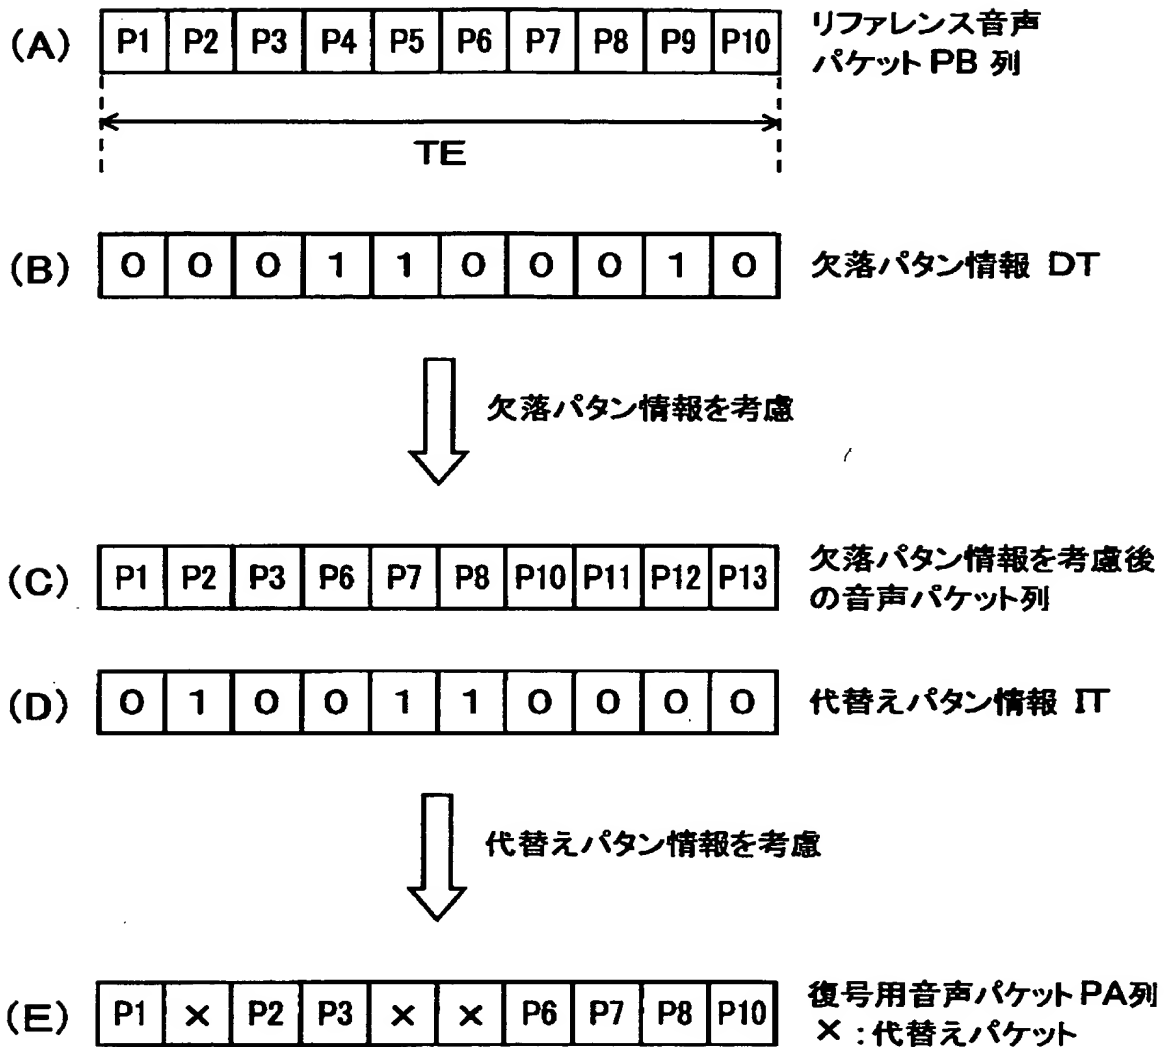 (A) P1 P2 P3 P4 P5 P6 P7 P8 P9 P10 リファレンス音声
パケット PB 列
TE
(B) 0 0 0 1 1 0 0 0 1 0 欠落パタン情報 DT
欠落パタン情報を考慮
(C) P1 P2 P3 P6 P7 P8 P10 P11 P12 P13 欠落パタン情報を考慮後
の音声パケット列
(D) 0 1 0 0 1 1 0 0 0 0 代替えパタン情報 IT
代替えパタン情報を考慮
(E) P1 × P2 P3 × × P6 P7 P8 P10 復号用音声パケットPA列
×:代替えパケット